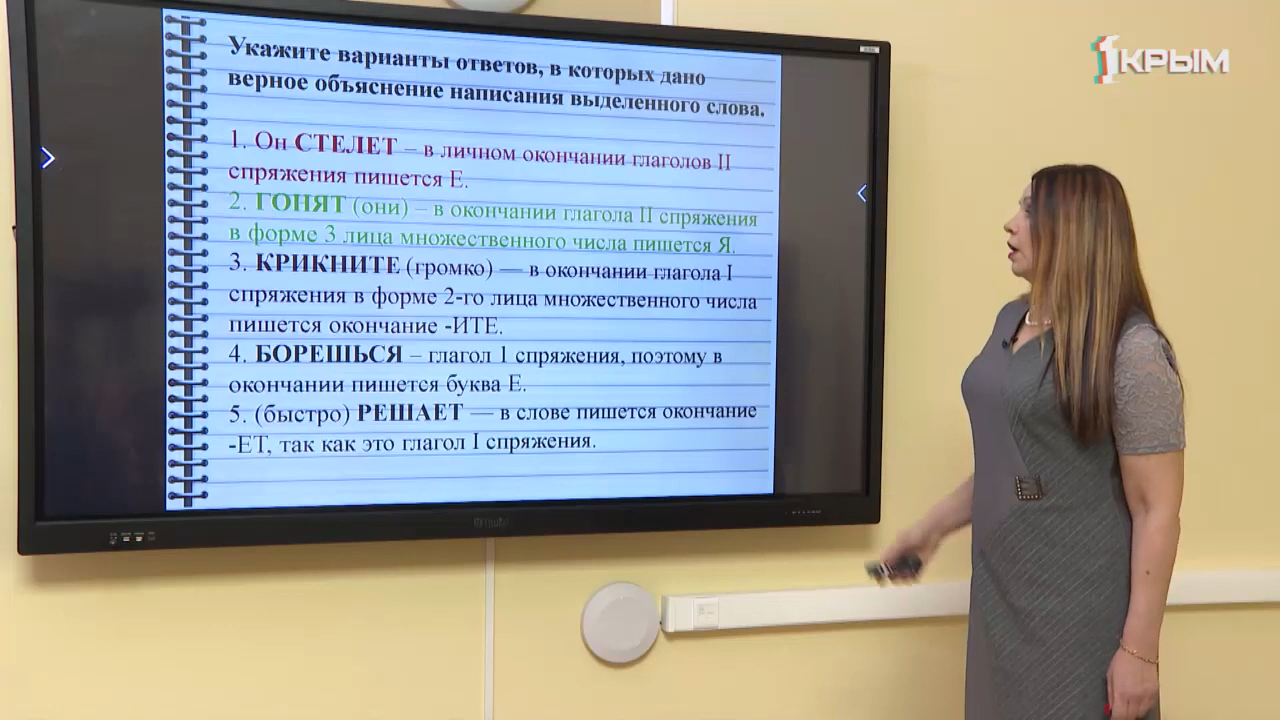 1КРЫМ
Укажите варианты ответов, в которых дано
верное объяснение написания выделенного слова.
1. Он СТЕЛЕТ – в личном окончании глаголов II
спряжения пишется Е.
2. ГОНЯТ (они) – в окончании глагола II спряжения
в форме 3 лица множественного числа пишется Я.
3. КРИКНИТЕ (громко) — в окончании глагола I
спряжения в форме 2-го лица множественного числа
пишется окончание -ИТЕ.
4. БОРЕШЬСЯ – глагол 1 спряжения, поэтому в
окончании пишется буква Е.
5. (быстро) РЕШАЕТ — в слове пишется окончание
-ЕТ, так как это глагол I спряжения.